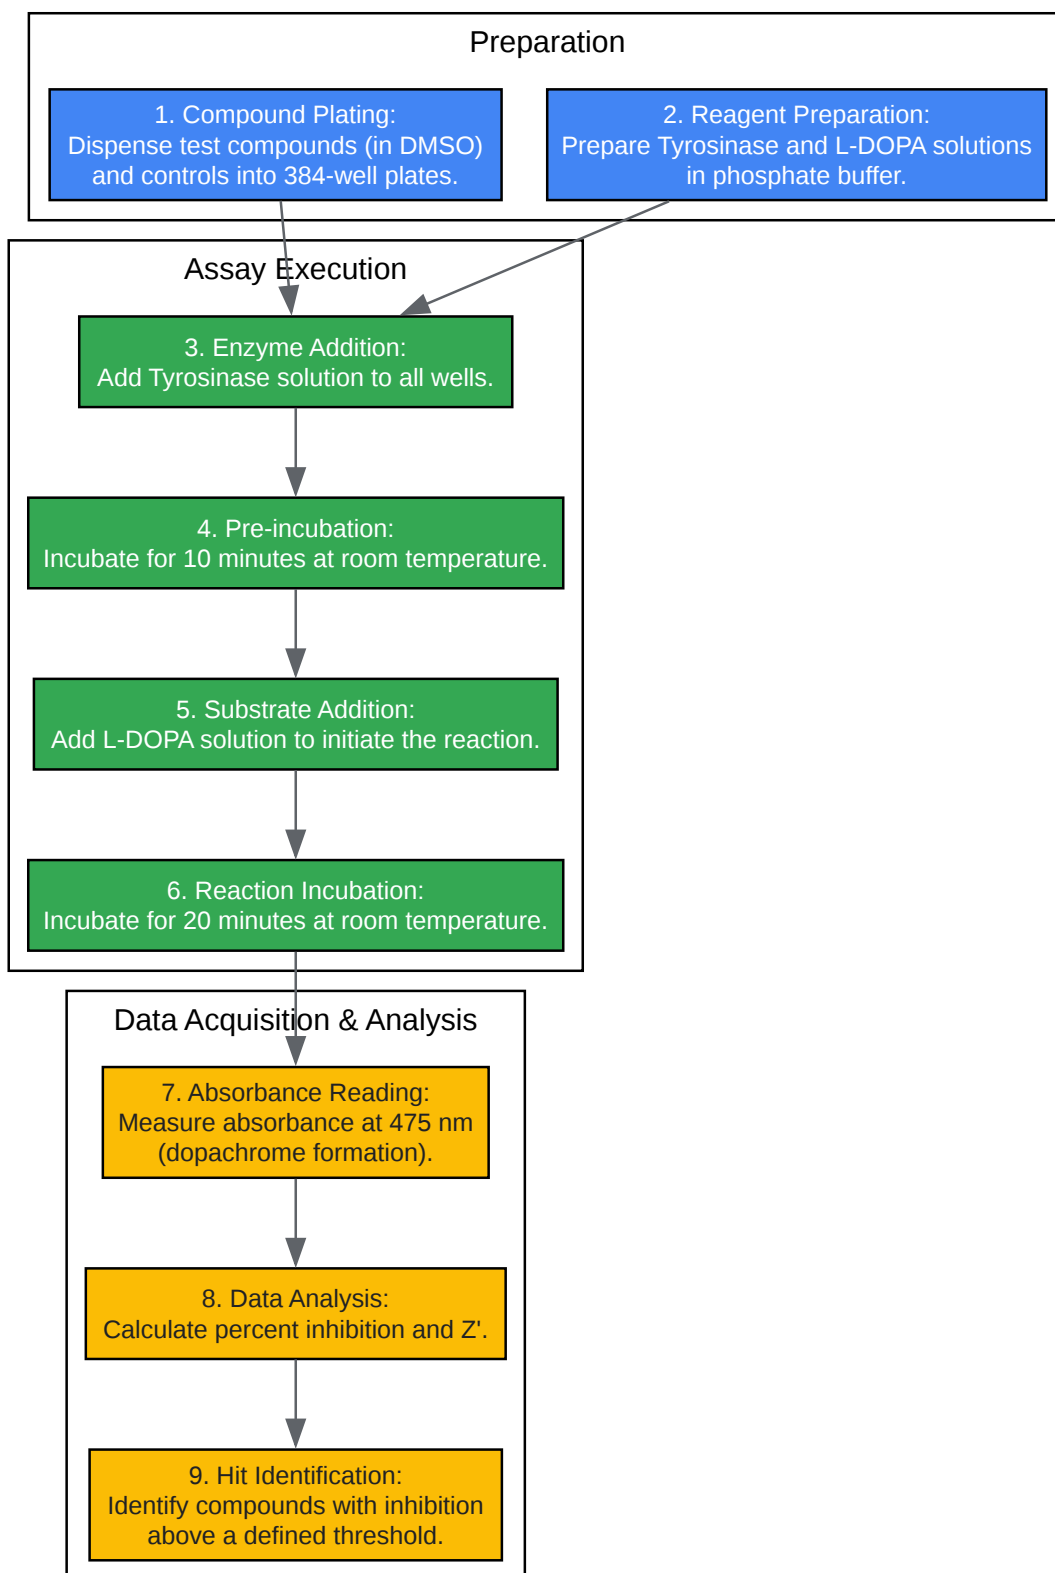 Preparation
1. Compound Plating:
Dispense test compounds (in DMSO)
and controls into 384-well plates.
2. Reagent Preparation:
Prepare Tyrosinase and L-DOPA solutions
in phosphate buffer.
Assay Execution
3. Enzyme Addition:
Add Tyrosinase solution to all wells.
4. Pre-incubation:
Incubate for 10 minutes at room temperature.
5. Substrate Addition:
Add L-DOPA solution to initiate the reaction.
6. Reaction Incubation:
Incubate for 20 minutes at room temperature.
Data Acquisition & Analysis
7. Absorbance Reading:
Measure absorbance at 475 nm
(dopachrome formation).
8. Data Analysis:
Calculate percent inhibition and Z'.
9. Hit Identification:
Identify compounds with inhibition
above a defined threshold.